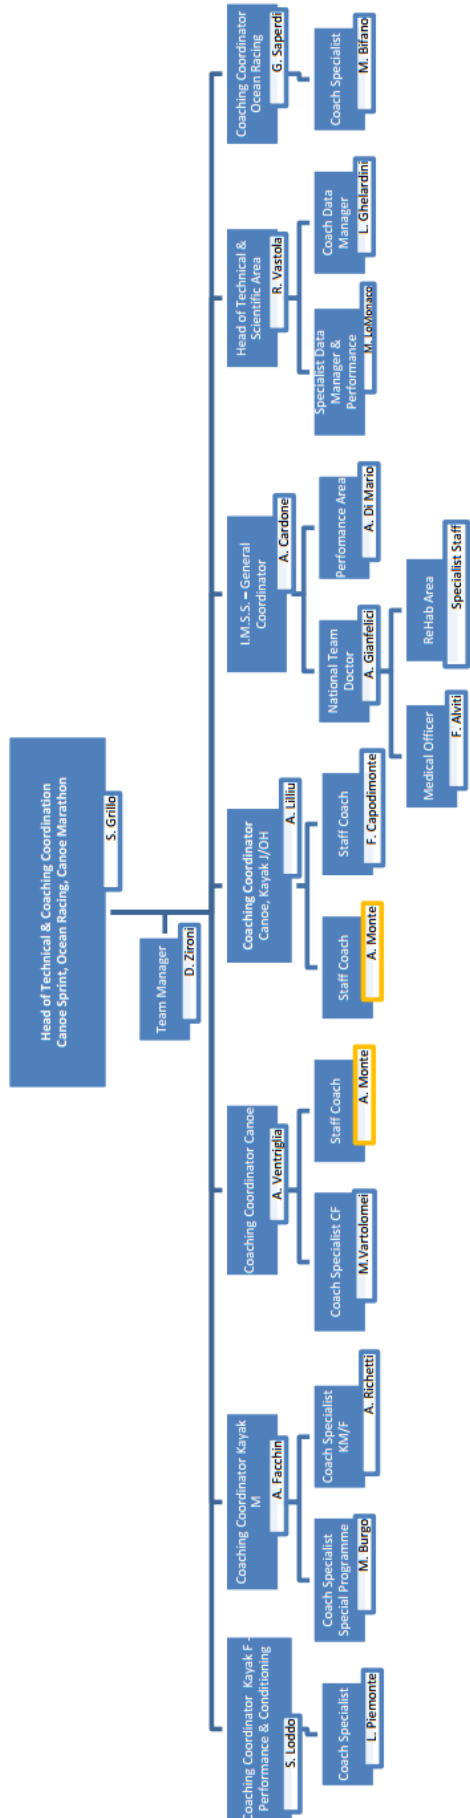 Head of Technical & Coaching Coordination
Canoe Sprint, Ocean Racing, Canoe Marathon
S. Grillo
Team Manager
D. Zironi
Coaching Coordinator Kayak F -
Performance & Conditioning
S. Loddo
Coach Specialist
L. Piemonte
Coaching Coordinator Kayak
M
A. Facchin
Coach Specialist
Special Programme
M. Burgo
Coach Specialist
KM/F
A. Richetti
Coaching Coordinator Canoe
A. Ventriglia
Coach Specialist CF
M.Vartolomei
Staff Coach
A. Monte
Coaching Coordinator
Canoe, Kayak J/OH
A. Lilliu
Staff Coach
A. Monte
Staff Coach
F. Capodimonte
I.M.S.S. – General
Coordinator
A. Cardone
National Team
Doctor
A. Gianfelici
Medical Officer
F. Alviti
ReHab Area
Specialist Staff
Perfomance Area
A. Di Mario
Head of Technical &
Scientific Area
R. Vastola
Specialist Data
Manager &
Performance
M. LoMonaco
Coach Data
Manager
L. Ghelardini
Coaching Coordinator
Ocean Racing
G. Saperdi
Coach Specialist
M. Bifano